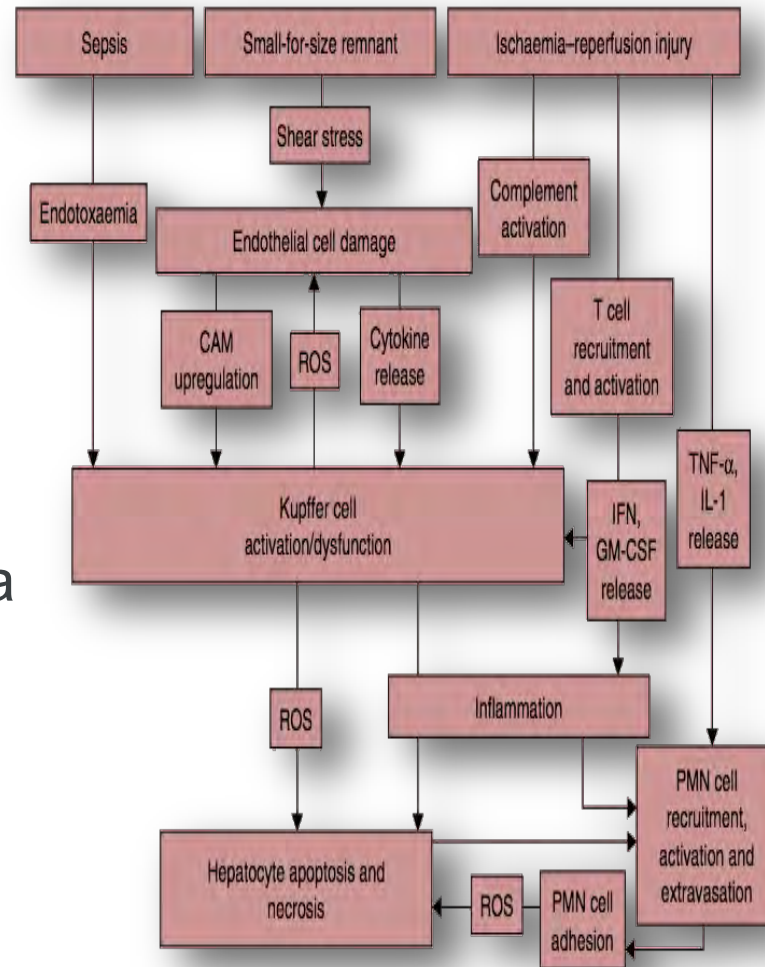 Sepsis
Small-for-size remnant
Ischaemia–reperfusion injury
Shear stress
Endotoxaemia
Complement
activation
Endothelial cell damage
T cell
recruitment
and activation
CAM
upregulation
ROS
Cytokine
release
TNF-α,
IL-1
release
Kupffer cell
activation/dysfunction
IFN,
GM-CSF
release
a
ROS
Inflammation
PMN cell
recruitment,
activation and
extravasation
Hepatocyte apoptosis and
necrosis
ROS
PMN cell
adhesion